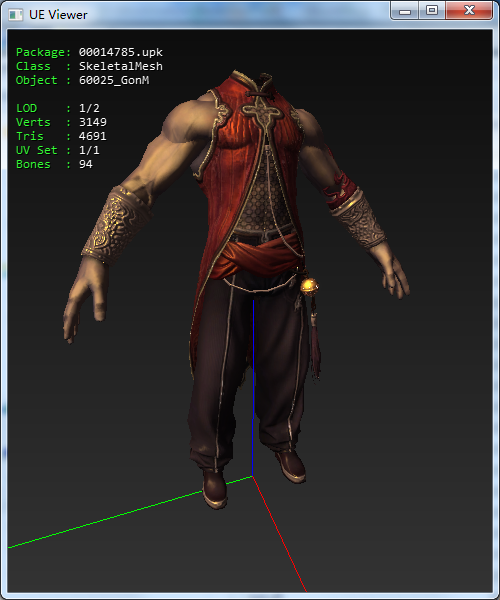 UE Viewer
Package: 00014785.upk
Class : SkeletalMesh
Object : 60025_GonM
LOD : 1/2
Verts : 3149
Tris : 4691
UV Set : 1/1
Bones : 94